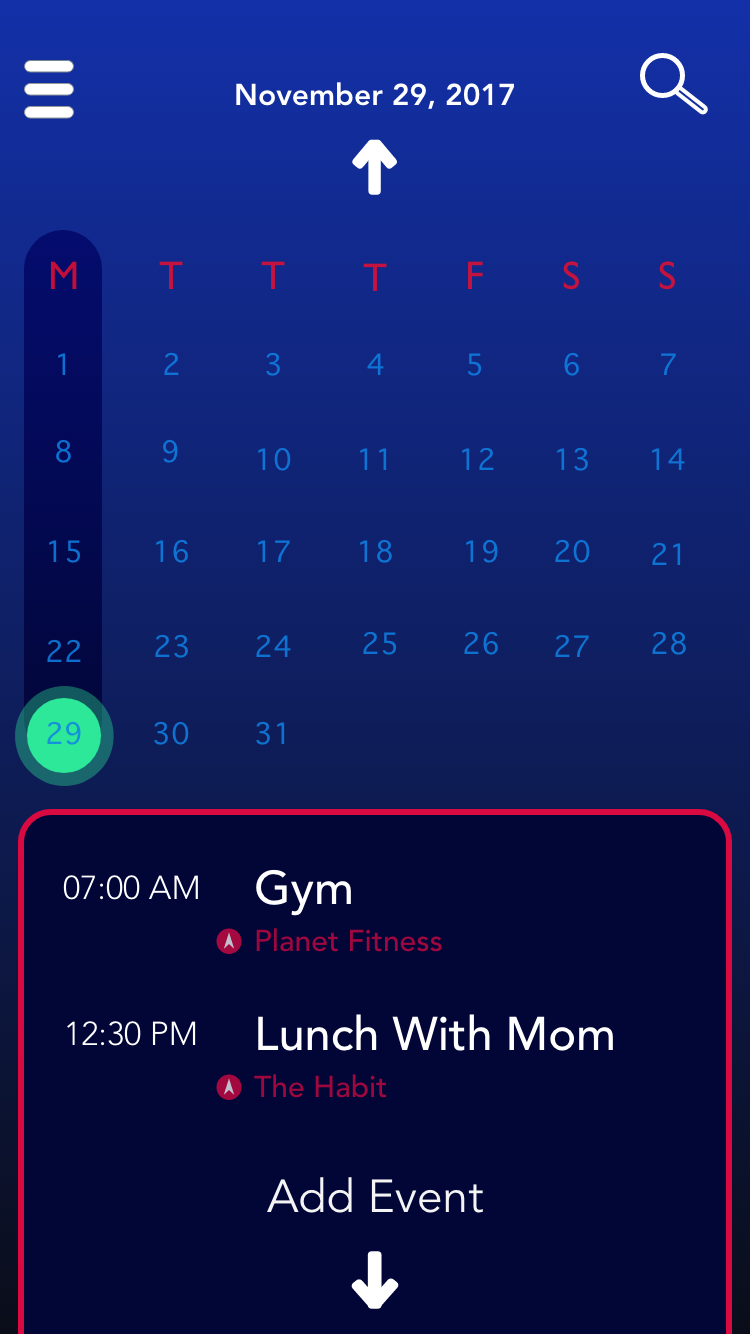 November 29, 2017
M T T T F S S
1 2 3 4 5 6 7
8 9 10 11 12 13 14
15 16 17 18 19 20 21
22 23 24 25 26 27 28
29 30 31
07:00 AM Gym
Planet Fitness
12:30 PM Lunch With Mom
The Habit
Add Event